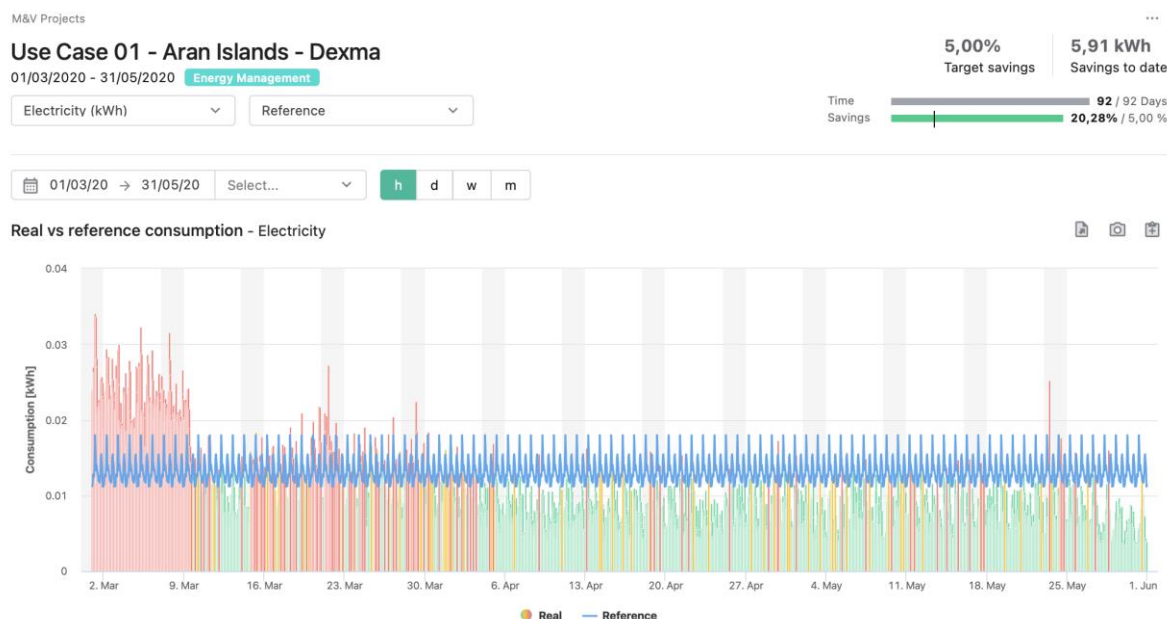 M&V Projects
Use Case 01 - Aran Islands - Dexma
01/03/2020 - 31/05/2020 Energy Management
5,00%
Target savings
5,91 kWh
Savings to date
Electricity (kWh)
Reference
Time 92 / 92 Days
Savings 20,28% / 5,00 %
01/03/20 → 31/05/20 Select... h d w m
Real vs reference consumption - Electricity
Consumption [kWh]
0.04
0.03
0.02
0.01
0
2. Mar 9. Mar 16. Mar 23. Mar 30. Mar 6. Apr 13. Apr 20. Apr 27. Apr 4. May 11. May 18. May 25. May 1. Jun
Real Reference